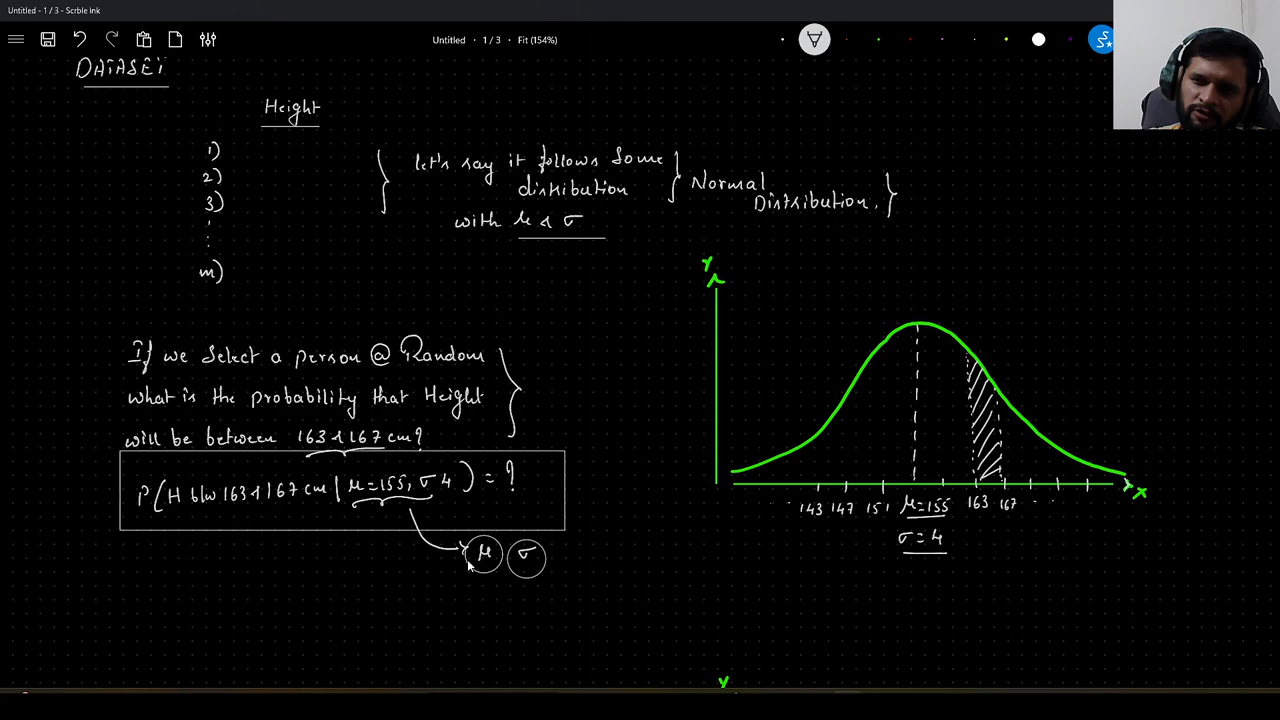 Untitled - 1 / 3 - Scrble Ink
Untitled · 1 / 3 · Fit (154%)
DATASET
Height
1)
2)
3)
m)
let's say it follows Some
distribution
with μ & σ
Normal
Distribution.
If we Select a person @ Random
what is the probability that Height
will be between 163 & 167 cm?
P(H b/w 163 & 167 cm | μ=155, σ 4) = ?
μ σ
Y
143 147 151 μ=155 163 167
σ = 4
x
Y